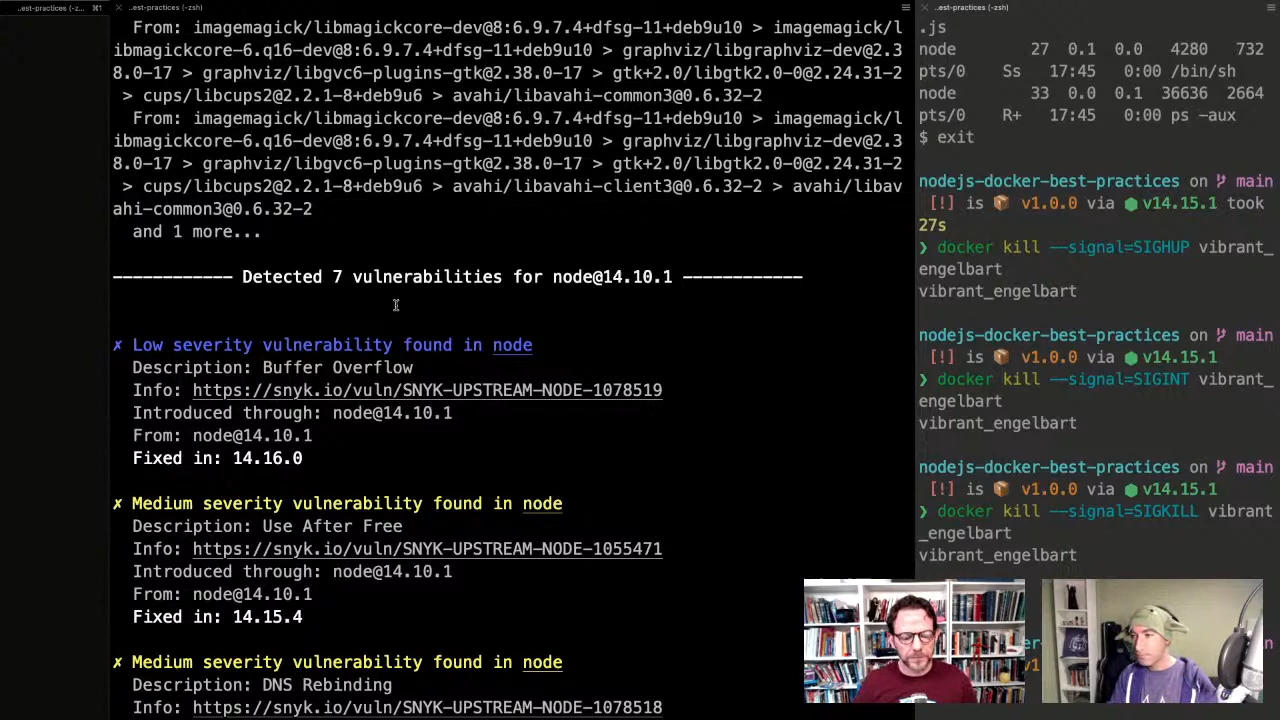 ..est-practices (-zsh) ⌘1
..est-practices (-zsh)
From: imagemagick/libmagickcore-dev@8:6.9.7.4+dfsg-11+deb9u10 > imagemagick/l
ibmagickcore-6.q16-dev@8:6.9.7.4+dfsg-11+deb9u10 > graphviz/libgraphviz-dev@2.3
8.0-17 > graphviz/libgvc6-plugins-gtk@2.38.0-17 > gtk+2.0/libgtk2.0-0@2.24.31-2
> cups/libcups2@2.2.1-8+deb9u6 > avahi/libavahi-common3@0.6.32-2
From: imagemagick/libmagickcore-dev@8:6.9.7.4+dfsg-11+deb9u10 > imagemagick/l
ibmagickcore-6.q16-dev@8:6.9.7.4+dfsg-11+deb9u10 > graphviz/libgraphviz-dev@2.3
8.0-17 > graphviz/libgvc6-plugins-gtk@2.38.0-17 > gtk+2.0/libgtk2.0-0@2.24.31-2
> cups/libcups2@2.2.1-8+deb9u6 > avahi/libavahi-client3@0.6.32-2 > avahi/libav
ahi-common3@0.6.32-2
and 1 more...
------------ Detected 7 vulnerabilities for node@14.10.1 ------------
✗ Low severity vulnerability found in node
Description: Buffer Overflow
Info: https://snyk.io/vuln/SNYK-UPSTREAM-NODE-1078519
Introduced through: node@14.10.1
From: node@14.10.1
Fixed in: 14.16.0
✗ Medium severity vulnerability found in node
Description: Use After Free
Info: https://snyk.io/vuln/SNYK-UPSTREAM-NODE-1055471
Introduced through: node@14.10.1
From: node@14.10.1
Fixed in: 14.15.4
✗ Medium severity vulnerability found in node
Description: DNS Rebinding
Info: https://snyk.io/vuln/SNYK-UPSTREAM-NODE-1078518
..est-practices (-zsh)
.js
node 27 0.1 0.0 4280 732
pts/0 Ss 17:45 0:00 /bin/sh
node 33 0.0 0.1 36636 2664
pts/0 R+ 17:45 0:00 ps -aux
$ exit
nodejs-docker-best-practices on main
[!] is 📦 v1.0.0 via ⬢ v14.15.1 took
27s
❯ docker kill --signal=SIGHUP vibrant_
engelbart
vibrant_engelbart
nodejs-docker-best-practices on main
[!] is 📦 v1.0.0 via ⬢ v14.15.1
❯ docker kill --signal=SIGINT vibrant_
engelbart
vibrant_engelbart
nodejs-docker-best-practices on main
[!] is 📦 v1.0.0 via ⬢ v14.15.1
❯ docker kill --signal=SIGKILL vibrant
_engelbart
vibrant_engelbart